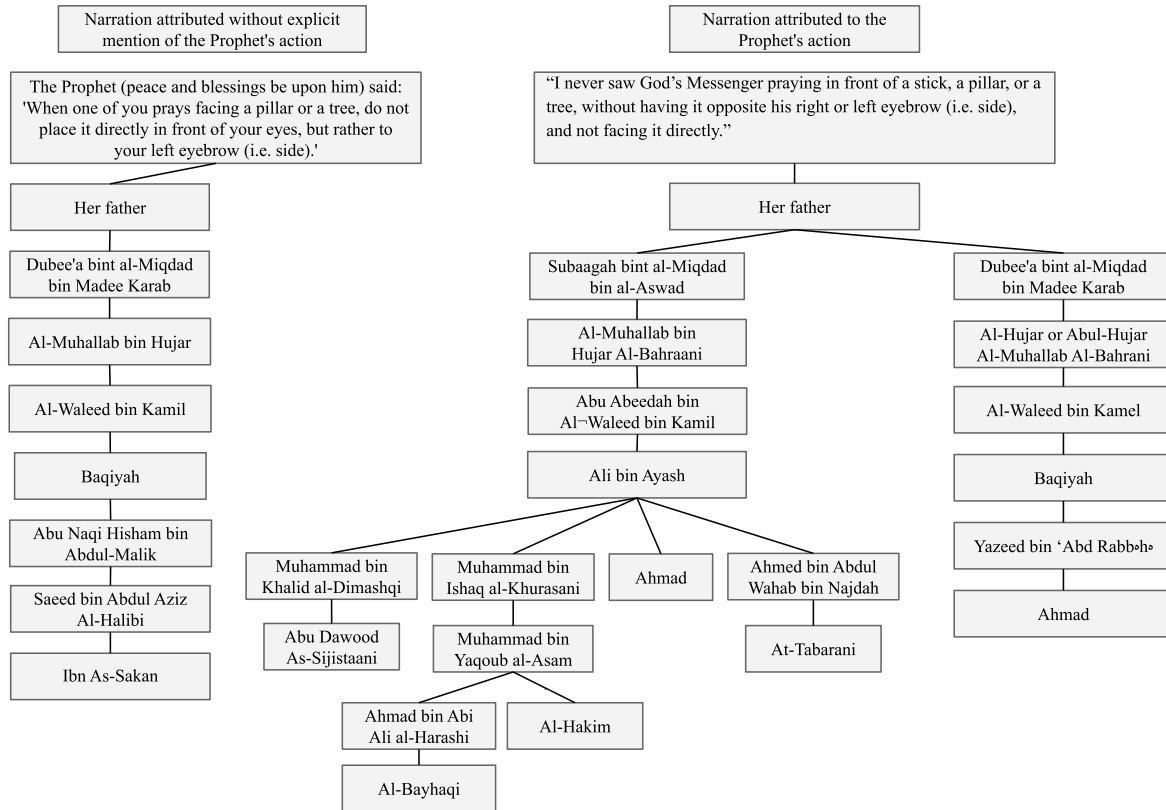 Narration attributed without explicit
mention of the Prophet's action
Narration attributed to the
Prophet's action
The Prophet (peace and blessings be upon him) said:
'When one of you prays facing a pillar or a tree, do not
place it directly in front of your eyes, but rather to
your left eyebrow (i.e. side).'
“I never saw God’s Messenger praying in front of a stick, a pillar, or a
tree, without having it opposite his right or left eyebrow (i.e. side),
and not facing it directly.”
Her father
Dubee'a bint al-Miqdad
bin Madee Karab
Al-Muhallab bin Hujar
Al-Waleed bin Kamil
Baqiyah
Abu Naqi Hisham bin
Abdul-Malik
Saeed bin Abdul Aziz
Al-Halibi
Ibn As-Sakan
Her father
Subaagah bint al-Miqdad
bin al-Aswad
Al-Muhallab bin
Hujar Al-Bahraani
Abu Abeedah bin
Al¬Waleed bin Kamil
Ali bin Ayash
Muhammad bin
Khalid al-Dimashqi
Abu Dawood
As-Sijistaani
Muhammad bin
Ishaq al-Khurasani
Muhammad bin
Yaqoub al-Asam
Ahmad bin Abi
Ali al-Harashi
Al-Bayhaqi
Al-Hakim
Ahmad
Ahmed bin Abdul
Wahab bin Najdah
At-Tabarani
Dubee'a bint al-Miqdad
bin Madee Karab
Al-Hujar or Abul-Hujar
Al-Muhallab Al-Bahrani
Al-Waleed bin Kamel
Baqiyah
Yazeed bin ‘Abd Rabbهhه
Ahmad